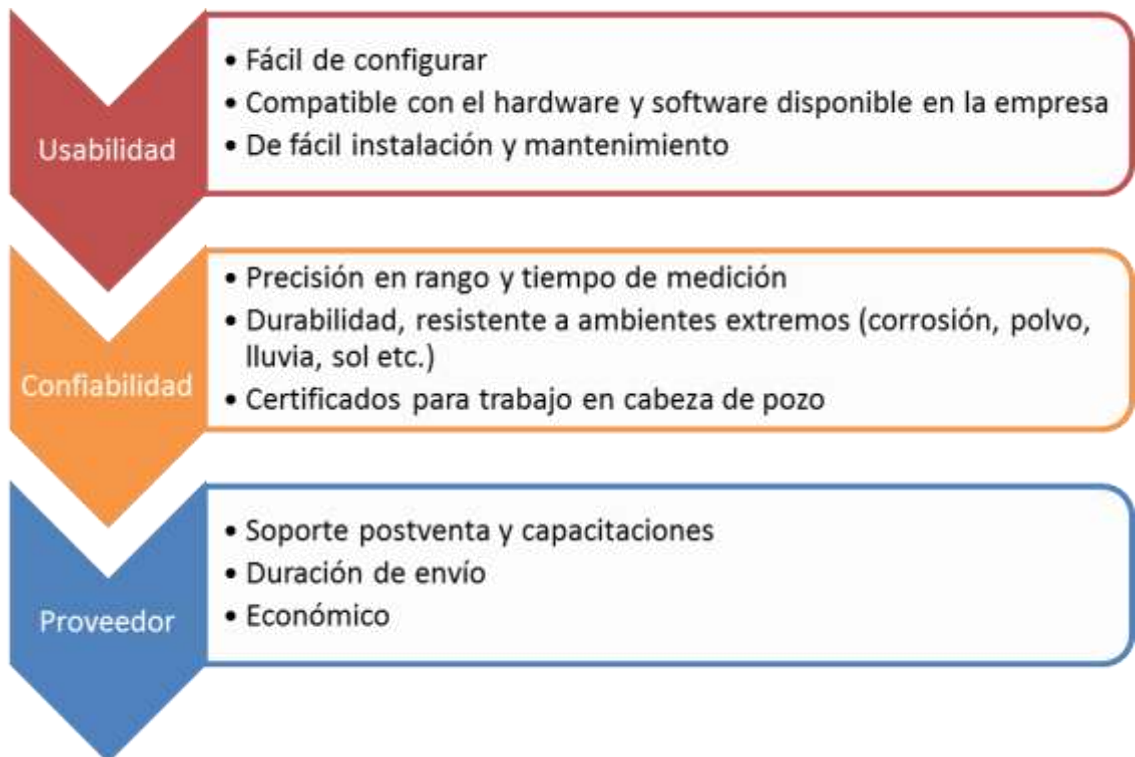 Usabilidad
• Fácil de configurar
• Compatible con el hardware y software disponible en la empresa
• De fácil instalación y mantenimiento
Confiabilidad
• Precisión en rango y tiempo de medición
• Durabilidad, resistente a ambientes extremos (corrosión, polvo,
lluvia, sol etc.)
• Certificados para trabajo en cabeza de pozo
Proveedor
• Soporte postventa y capacitaciones
• Duración de envío
• Económico